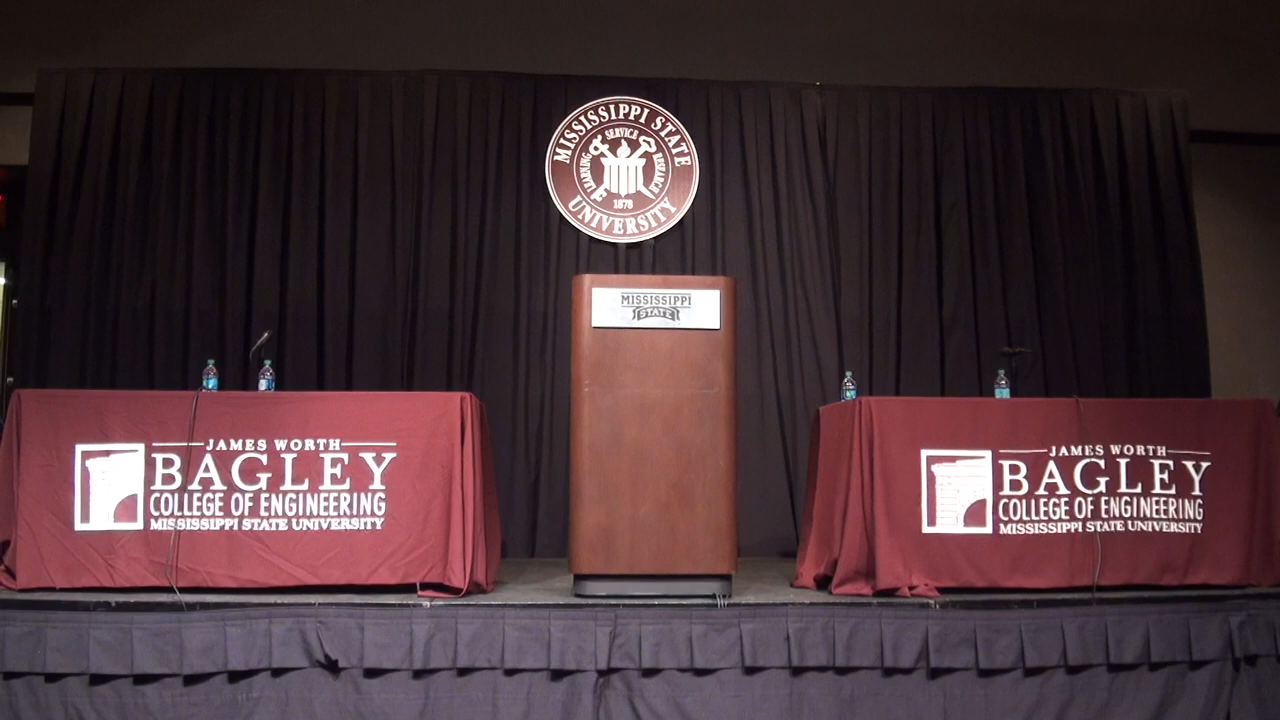 MISSISSIPPI STATE
SERVICE
LEARNING
RESEARCH
1878
UNIVERSITY
MISSISSIPPI
STATE
JAMES WORTH
BAGLEY
COLLEGE OF ENGINEERING
MISSISSIPPI STATE UNIVERSITY
JAMES WORTH
BAGLEY
COLLEGE OF ENGINEERING
MISSISSIPPI STATE UNIVERSITY